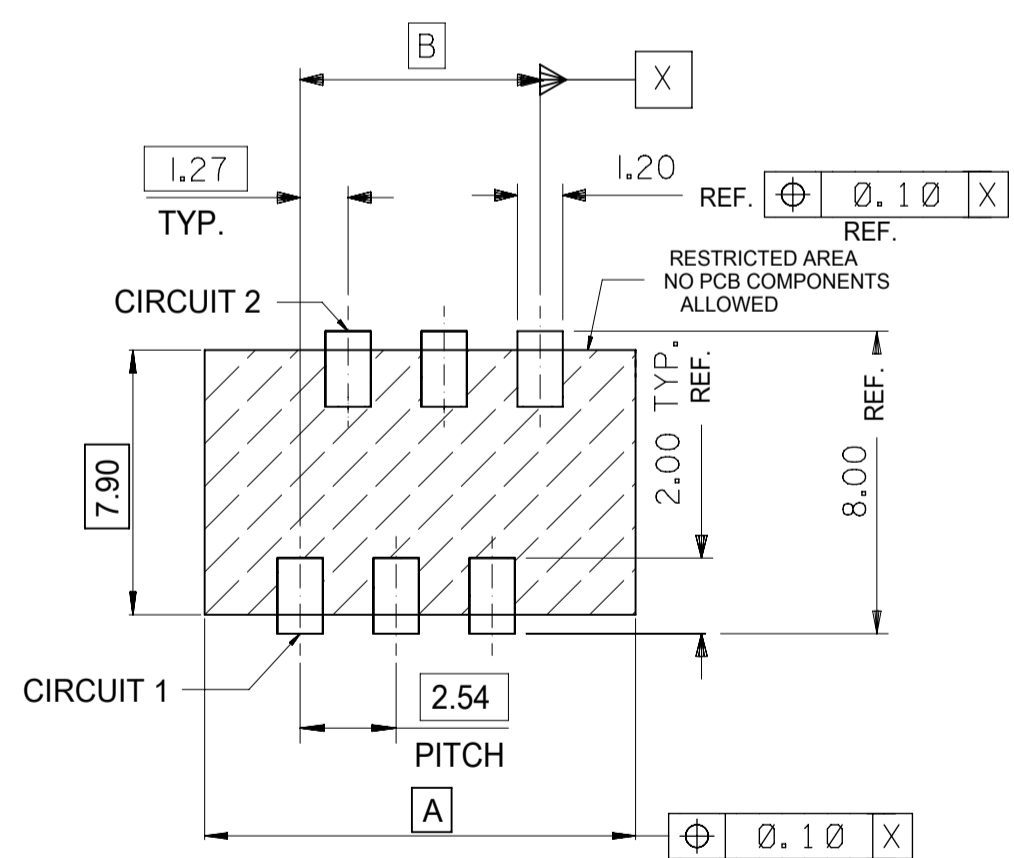 B
X
1.27
TYP.
1.20
REF.
⌖ Ø.10 X
REF.
RESTRICTED AREA
NO PCB COMPONENTS
ALLOWED
CIRCUIT 2
2.00 TYP.
REF.
REF.
8.00
7.90
CIRCUIT 1
2.54
PITCH
A
⌖ Ø.10 X